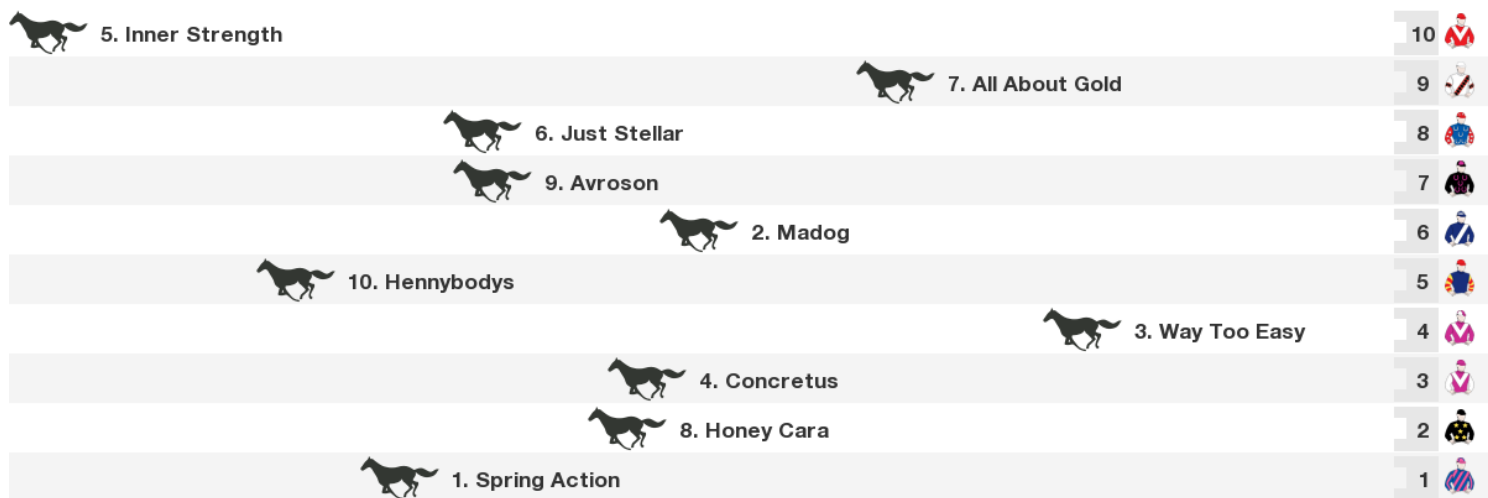 5. Inner Strength 10
7. All About Gold 9
6. Just Stellar 8
9. Avroson 7
2. Madog 6
10. Hennybodys 5
3. Way Too Easy 4
4. Concretus 3
8. Honey Cara 2
1. Spring Action 1